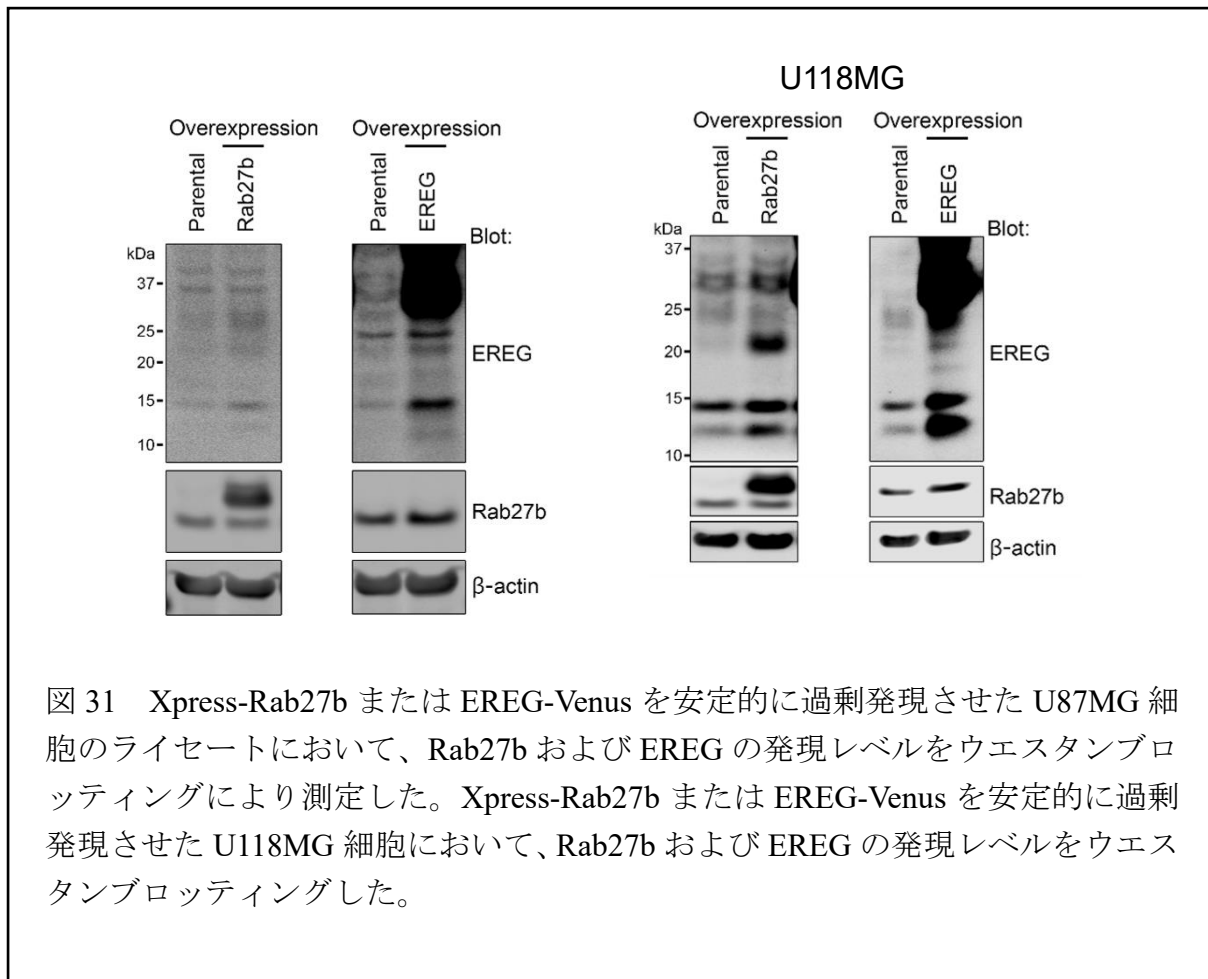 U118MG
Overexpression
Overexpression
Overexpression
Overexpression
Parental
Rab27b
Parental
EREG
Parental
Rab27b
Parental
EREG
kDa
Blot:
kDa
Blot:
37
25
20
15
10
EREG
37
25
20
15
10
EREG
Rab27b
Rab27b
β-actin
β-actin
図 31 Xpress-Rab27b または EREG-Venus を安定的に過剰発現させた U87MG 細
胞のライセートにおいて、Rab27b および EREG の発現レベルをウエスタンブロ
ッティングにより測定した。Xpress-Rab27b または EREG-Venus を安定的に過剰
発現させた U118MG 細胞において、Rab27b および EREG の発現レベルをウエス
タンブロッティングした。